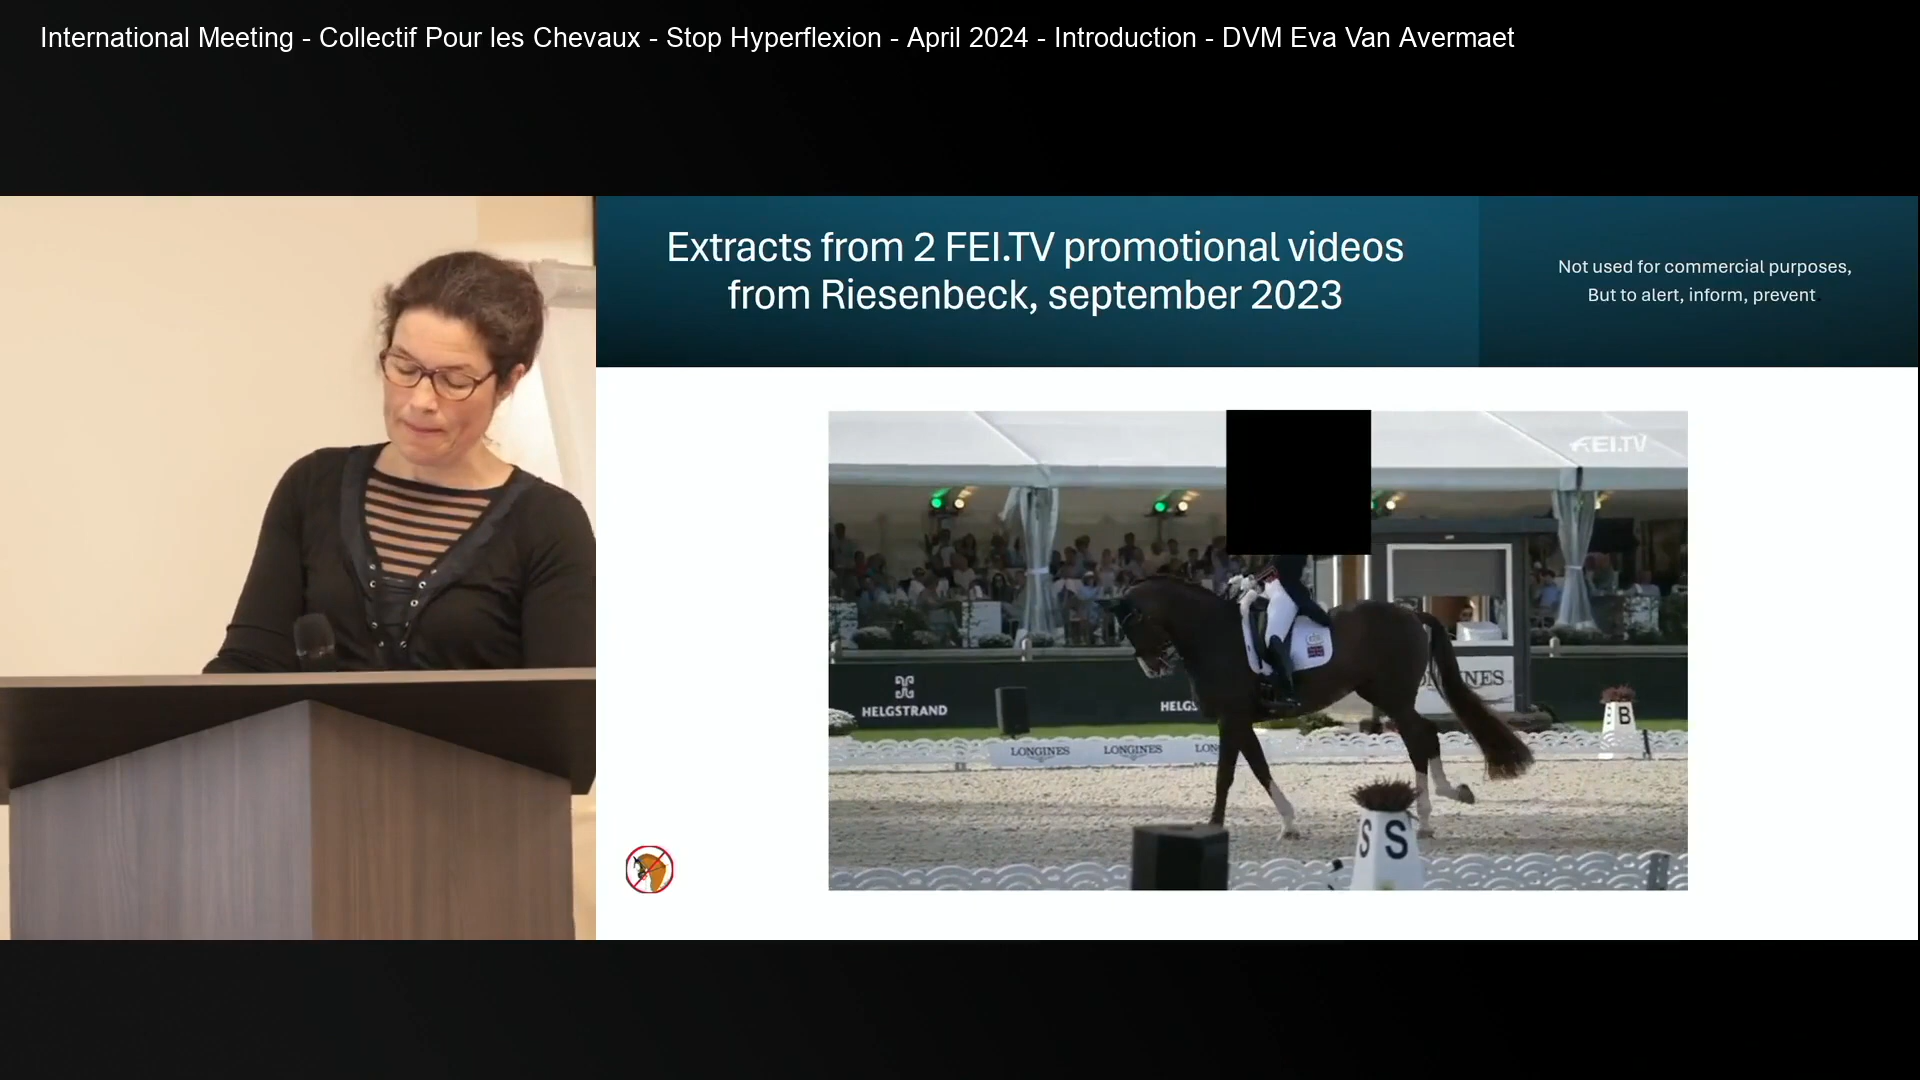 International Meeting - Collectif Pour les Chevaux - Stop Hyperflexion - April 2024 - Introduction - DVM Eva Van Avermaet
Extracts from 2 FEI.TV promotional videos
from Riesenbeck, september 2023
Not used for commercial purposes,
But to alert, inform, prevent
FEI.TV
HELGSTRAND
HELGS
NES
B
LONGINES
LONGINES
LON
S S